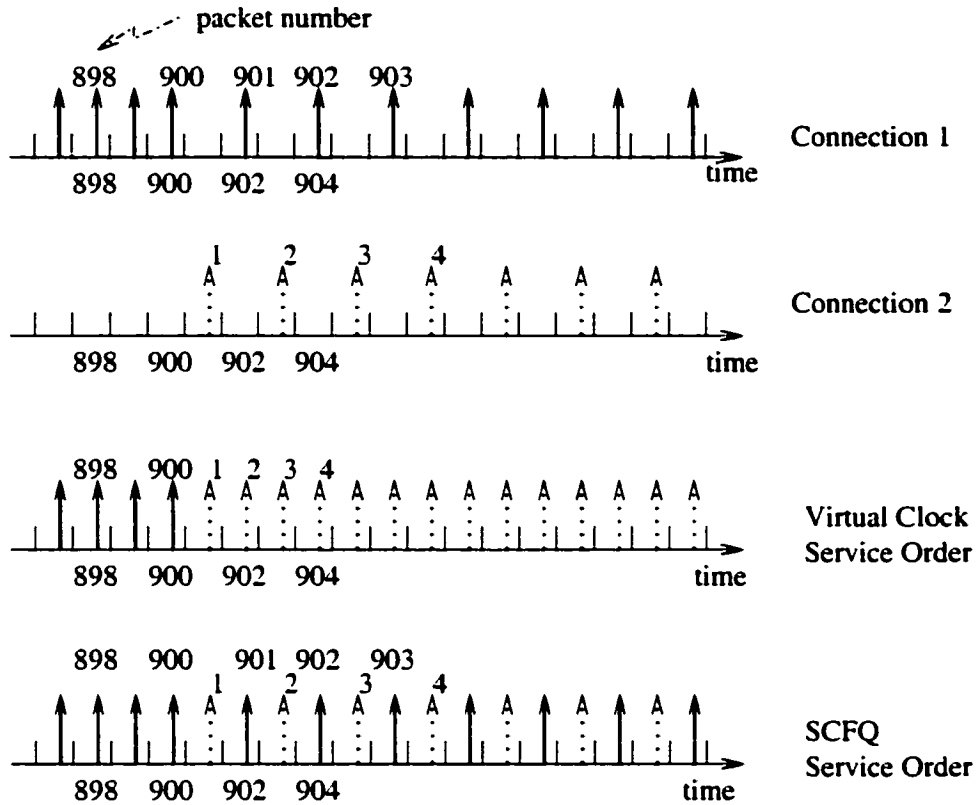 packet number
898 900 901 902 903
Connection 1
time
898 900 902 904
1 2 3 4
Connection 2
898 900 902 904
time
898 900 1 2 3 4
Virtual Clock
Service Order
898 900 902 904
time
898 900 901 902 903
1 2 3 4
SCFQ
Service Order
898 900 902 904
time